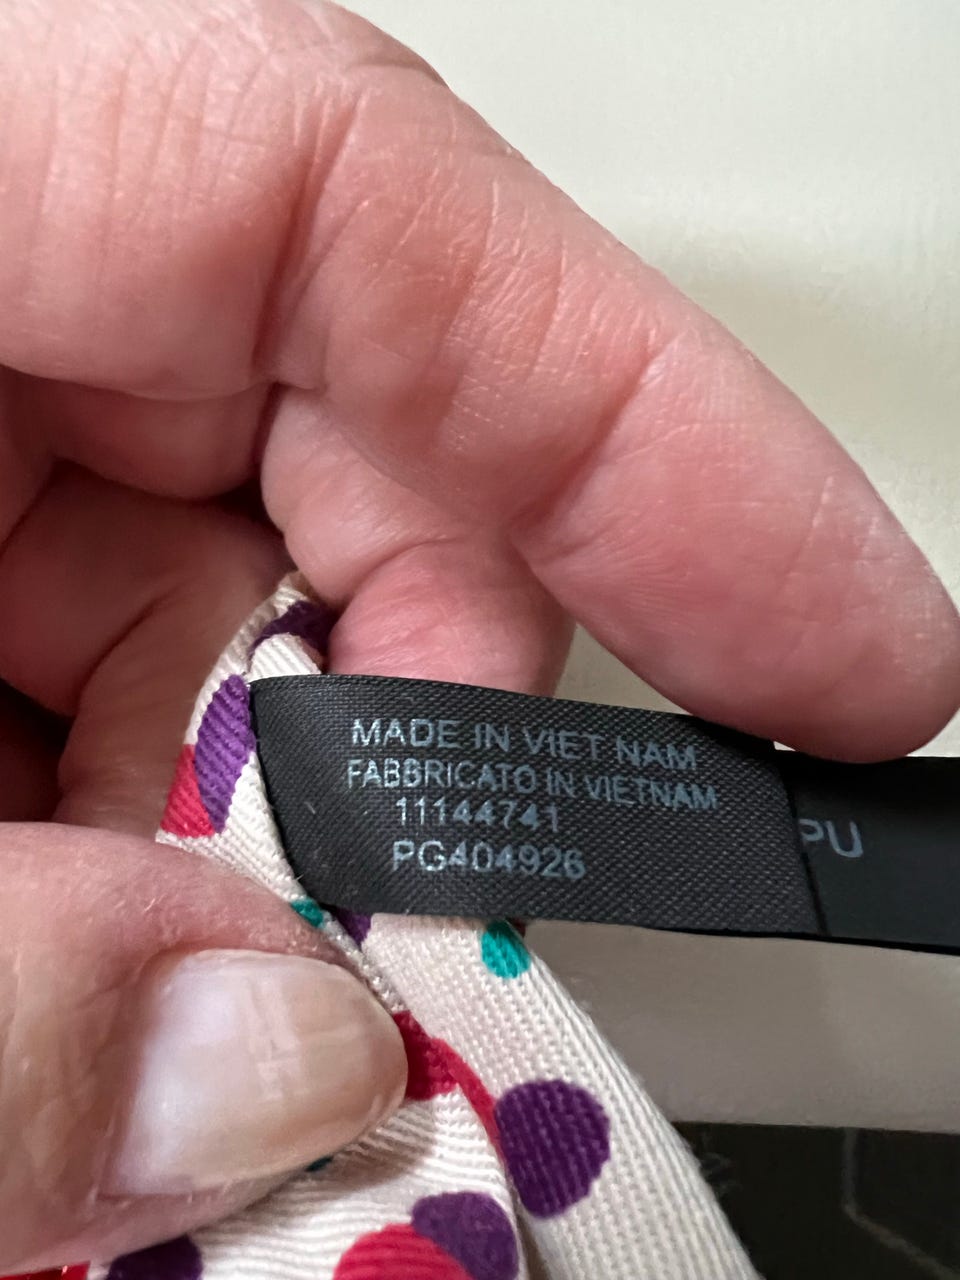 MADE IN VIET NAM
FABBRICATO IN VIETNAM
11144741
PG404926
PU